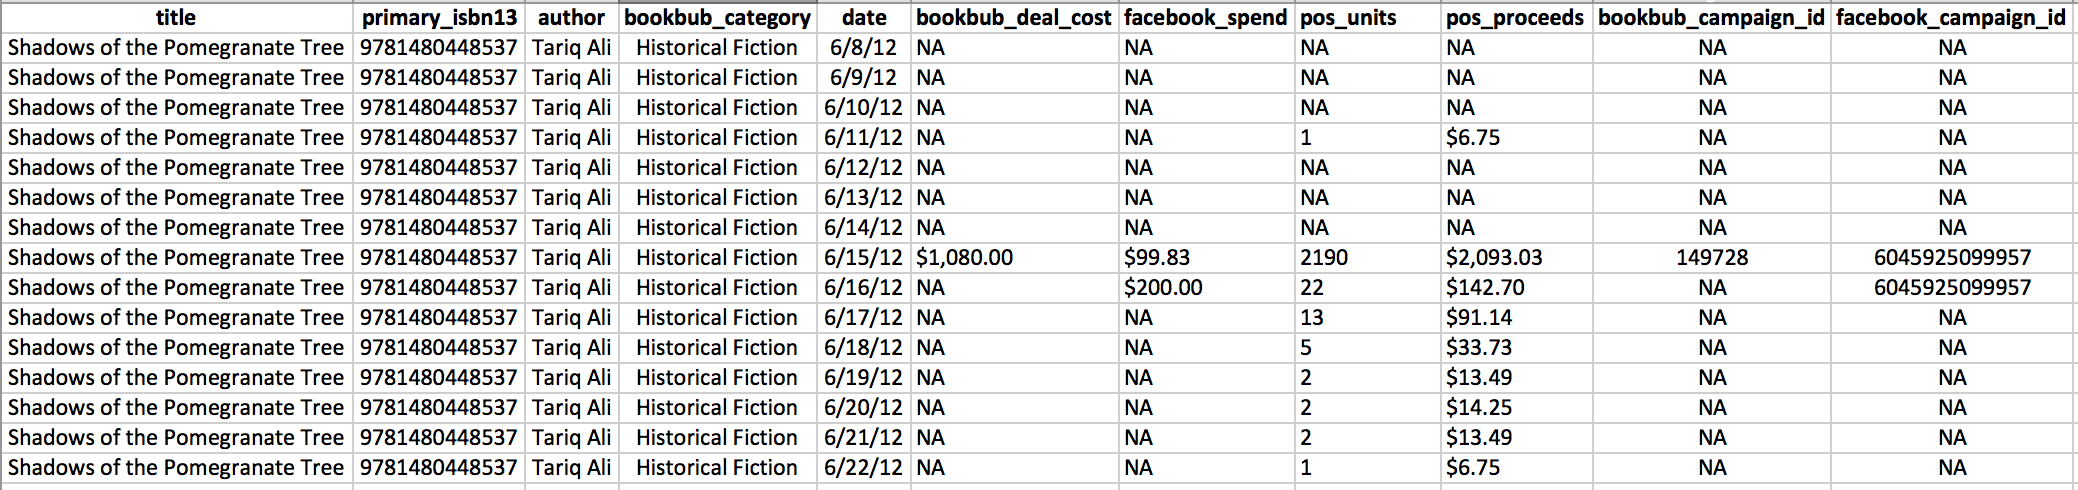 title primary_isbn13 author bookbub_category date bookbub_deal_cost facebook_spend pos_units pos_proceeds bookbub_campaign_id facebook_campaign_id
Shadows of the Pomegranate Tree 9781480448537 Tariq Ali Historical Fiction 6/8/12 NA NA NA NA NA NA
Shadows of the Pomegranate Tree 9781480448537 Tariq Ali Historical Fiction 6/9/12 NA NA NA NA NA NA
Shadows of the Pomegranate Tree 9781480448537 Tariq Ali Historical Fiction 6/10/12 NA NA NA NA NA NA
Shadows of the Pomegranate Tree 9781480448537 Tariq Ali Historical Fiction 6/11/12 NA NA 1 $6.75 NA NA
Shadows of the Pomegranate Tree 9781480448537 Tariq Ali Historical Fiction 6/12/12 NA NA NA NA NA NA
Shadows of the Pomegranate Tree 9781480448537 Tariq Ali Historical Fiction 6/13/12 NA NA NA NA NA NA
Shadows of the Pomegranate Tree 9781480448537 Tariq Ali Historical Fiction 6/14/12 NA NA NA NA NA NA
Shadows of the Pomegranate Tree 9781480448537 Tariq Ali Historical Fiction 6/15/12 $1,080.00 $99.83 2190 $2,093.03 149728 6045925099957
Shadows of the Pomegranate Tree 9781480448537 Tariq Ali Historical Fiction 6/16/12 NA $200.00 22 $142.70 NA 6045925099957
Shadows of the Pomegranate Tree 9781480448537 Tariq Ali Historical Fiction 6/17/12 NA NA 13 $91.14 NA NA
Shadows of the Pomegranate Tree 9781480448537 Tariq Ali Historical Fiction 6/18/12 NA NA 5 $33.73 NA NA
Shadows of the Pomegranate Tree 9781480448537 Tariq Ali Historical Fiction 6/19/12 NA NA 2 $13.49 NA NA
Shadows of the Pomegranate Tree 9781480448537 Tariq Ali Historical Fiction 6/20/12 NA NA 2 $14.25 NA NA
Shadows of the Pomegranate Tree 9781480448537 Tariq Ali Historical Fiction 6/21/12 NA NA 2 $13.49 NA NA
Shadows of the Pomegranate Tree 9781480448537 Tariq Ali Historical Fiction 6/22/12 NA NA 1 $6.75 NA NA